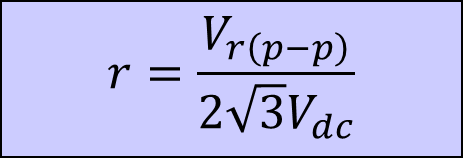 r = V_{r(p−p)} / (2√3 V_{dc})